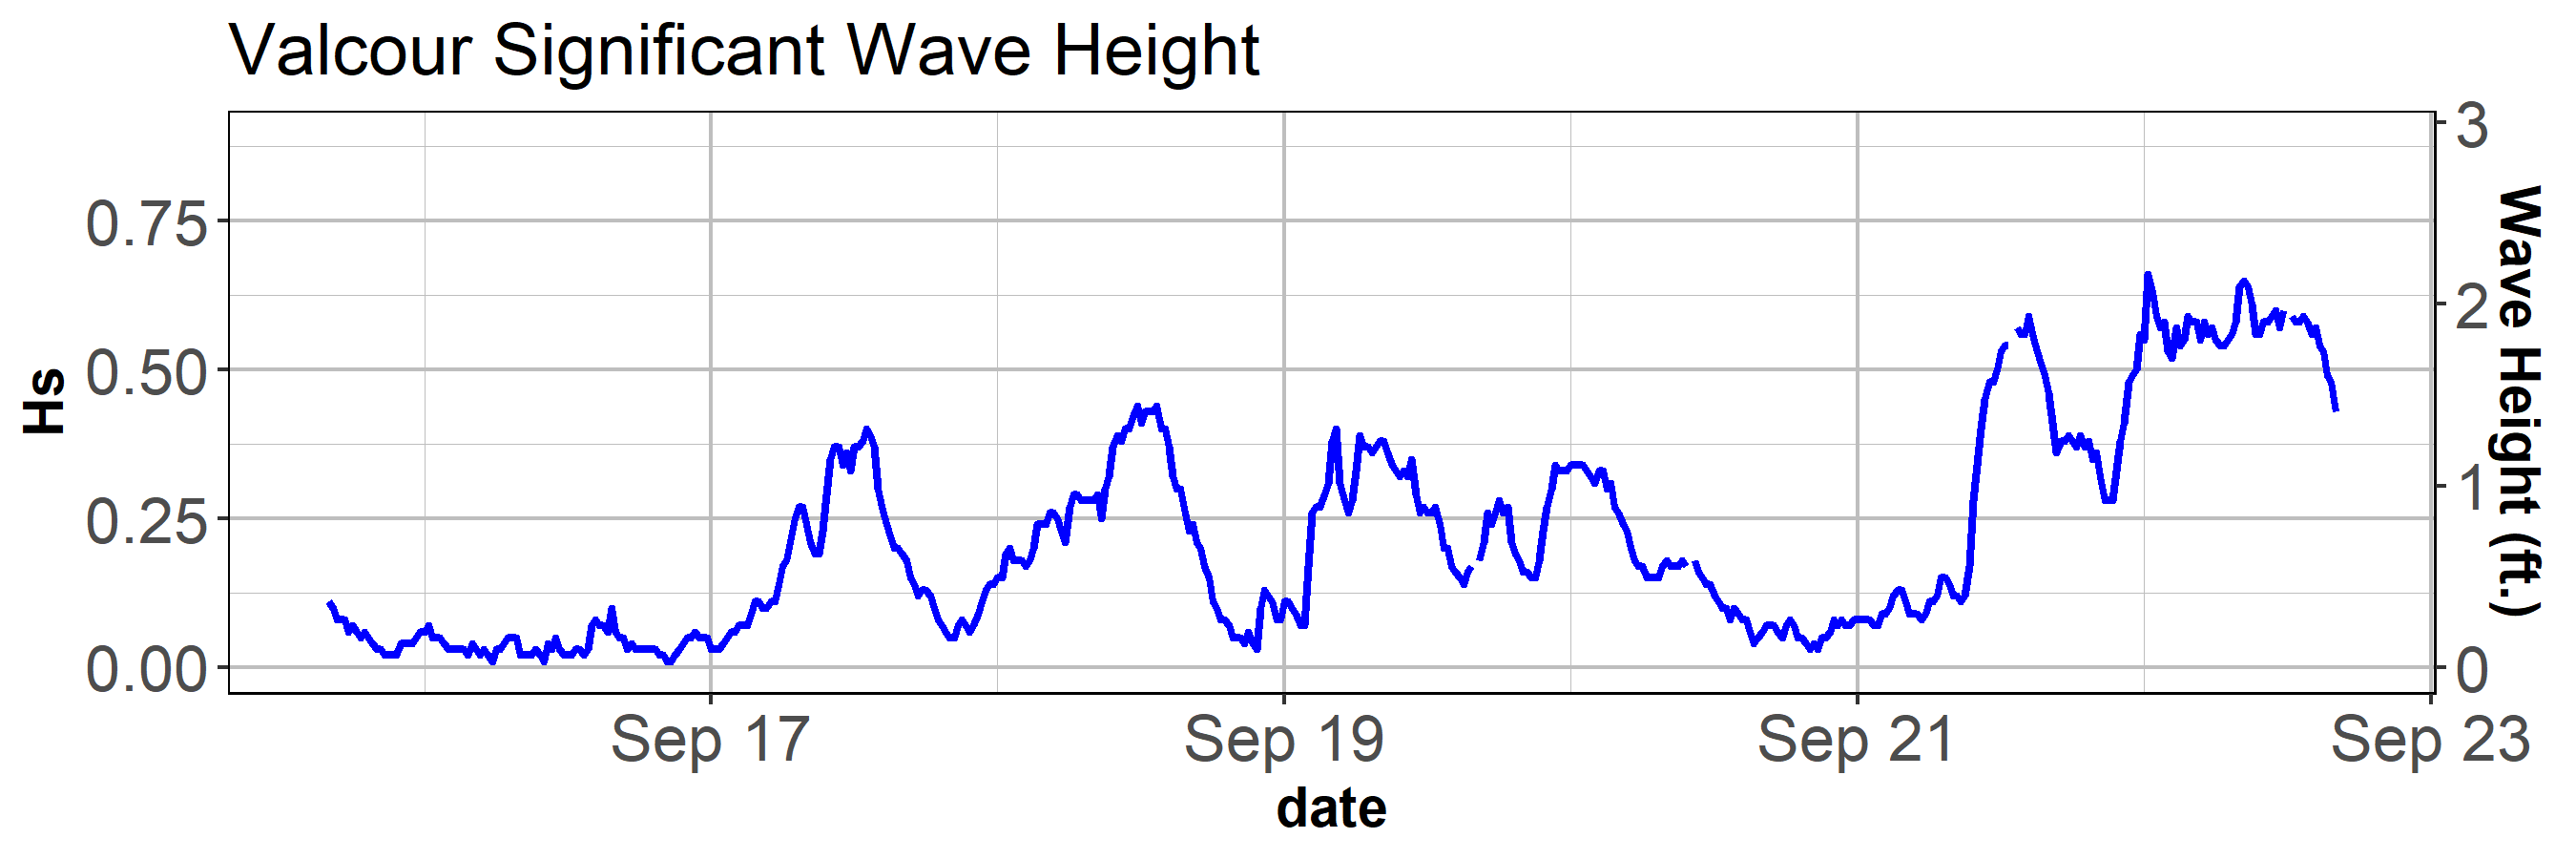 Valcour Significant Wave Height
Hs
0.75
0.50
0.25
0.00
3
2
1
0
Wave Height (ft.)
Sep 17 Sep 19 Sep 21 Sep 23
date